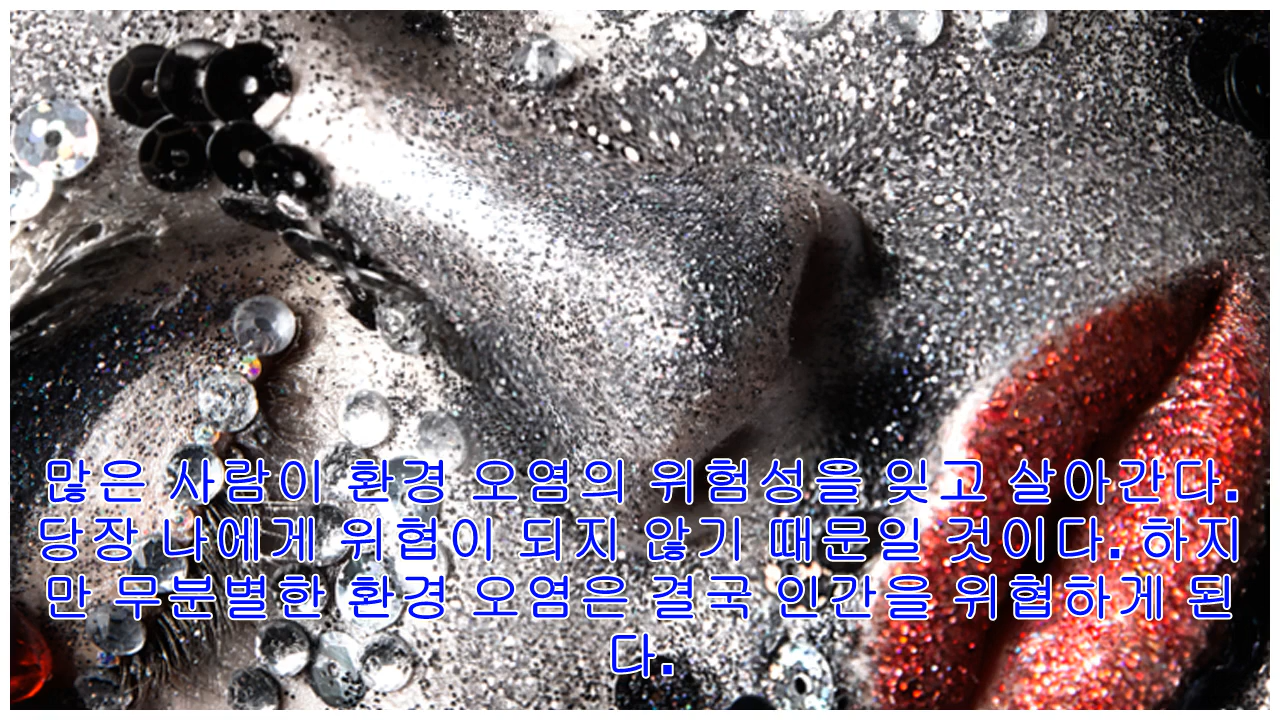 많은 사람이 환경 오염의 위험성을 잊고 살아간다.
당장 나에게 위협이 되지 않기 때문일 것이다. 하지
만 무분별한 환경 오염은 결국 인간을 위협하게 된
다.